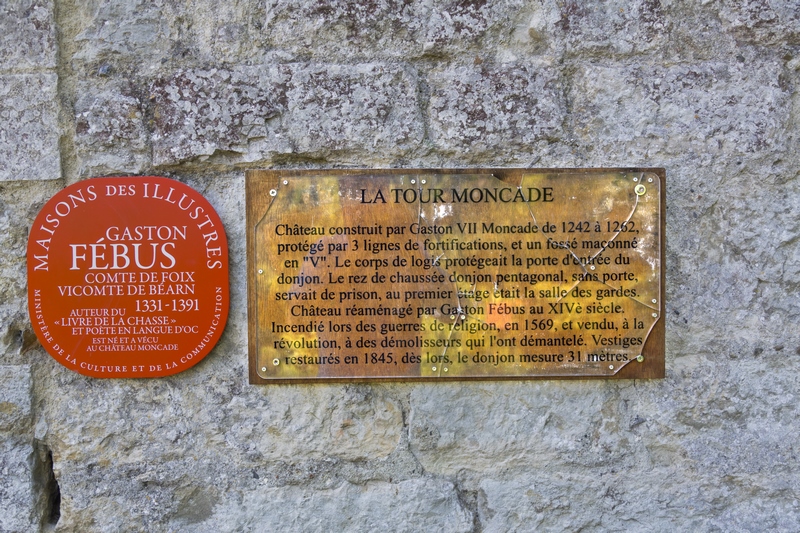 MAISONS DES ILLUSTRES
GASTON
FÉBUS
COMTE DE FOIX
VICOMTE DE BÉARN
1331-1391
AUTEUR DU
« LIVRE DE LA CHASSE »
ET POÈTE EN LANGUE D'OC
EST NÉ ET A VÉCU
AU CHÂTEAU MONCADE
MINISTÈRE DE LA CULTURE ET DE LA COMMUNICATION
LA TOUR MONCADE
Château construit par Gaston VII Moncade de 1242 à 1262,
protégé par 3 lignes de fortifications, et un fossé maçonné
en "V". Le corps de logis protégeait la porte d'entrée du
donjon. Le rez de chaussée donjon pentagonal, sans porte,
servait de prison, au premier étage était la salle des gardes.
Château réaménagé par Gaston Fébus au XIVè siècle.
Incendié lors des guerres de religion, en 1569, et vendu, à la
révolution, à des démolisseurs qui l'ont démantelé. Vestiges
restaurés en 1845, dès lors, le donjon mesure 31 mètres.